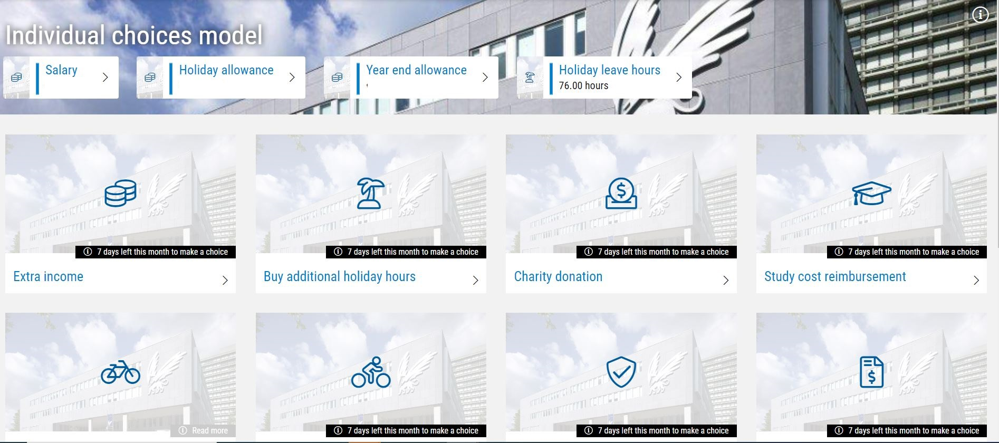 Individual choices model
Salary
Holiday allowance
Year end allowance
Holiday leave hours
76.00 hours
7 days left this month to make a choice
7 days left this month to make a choice
7 days left this month to make a choice
7 days left this month to make a choice
Extra income
Buy additional holiday hours
Charity donation
Study cost reimbursement
Read more
7 days left this month to make a choice
7 days left this month to make a choice
7 days left this month to make a choice